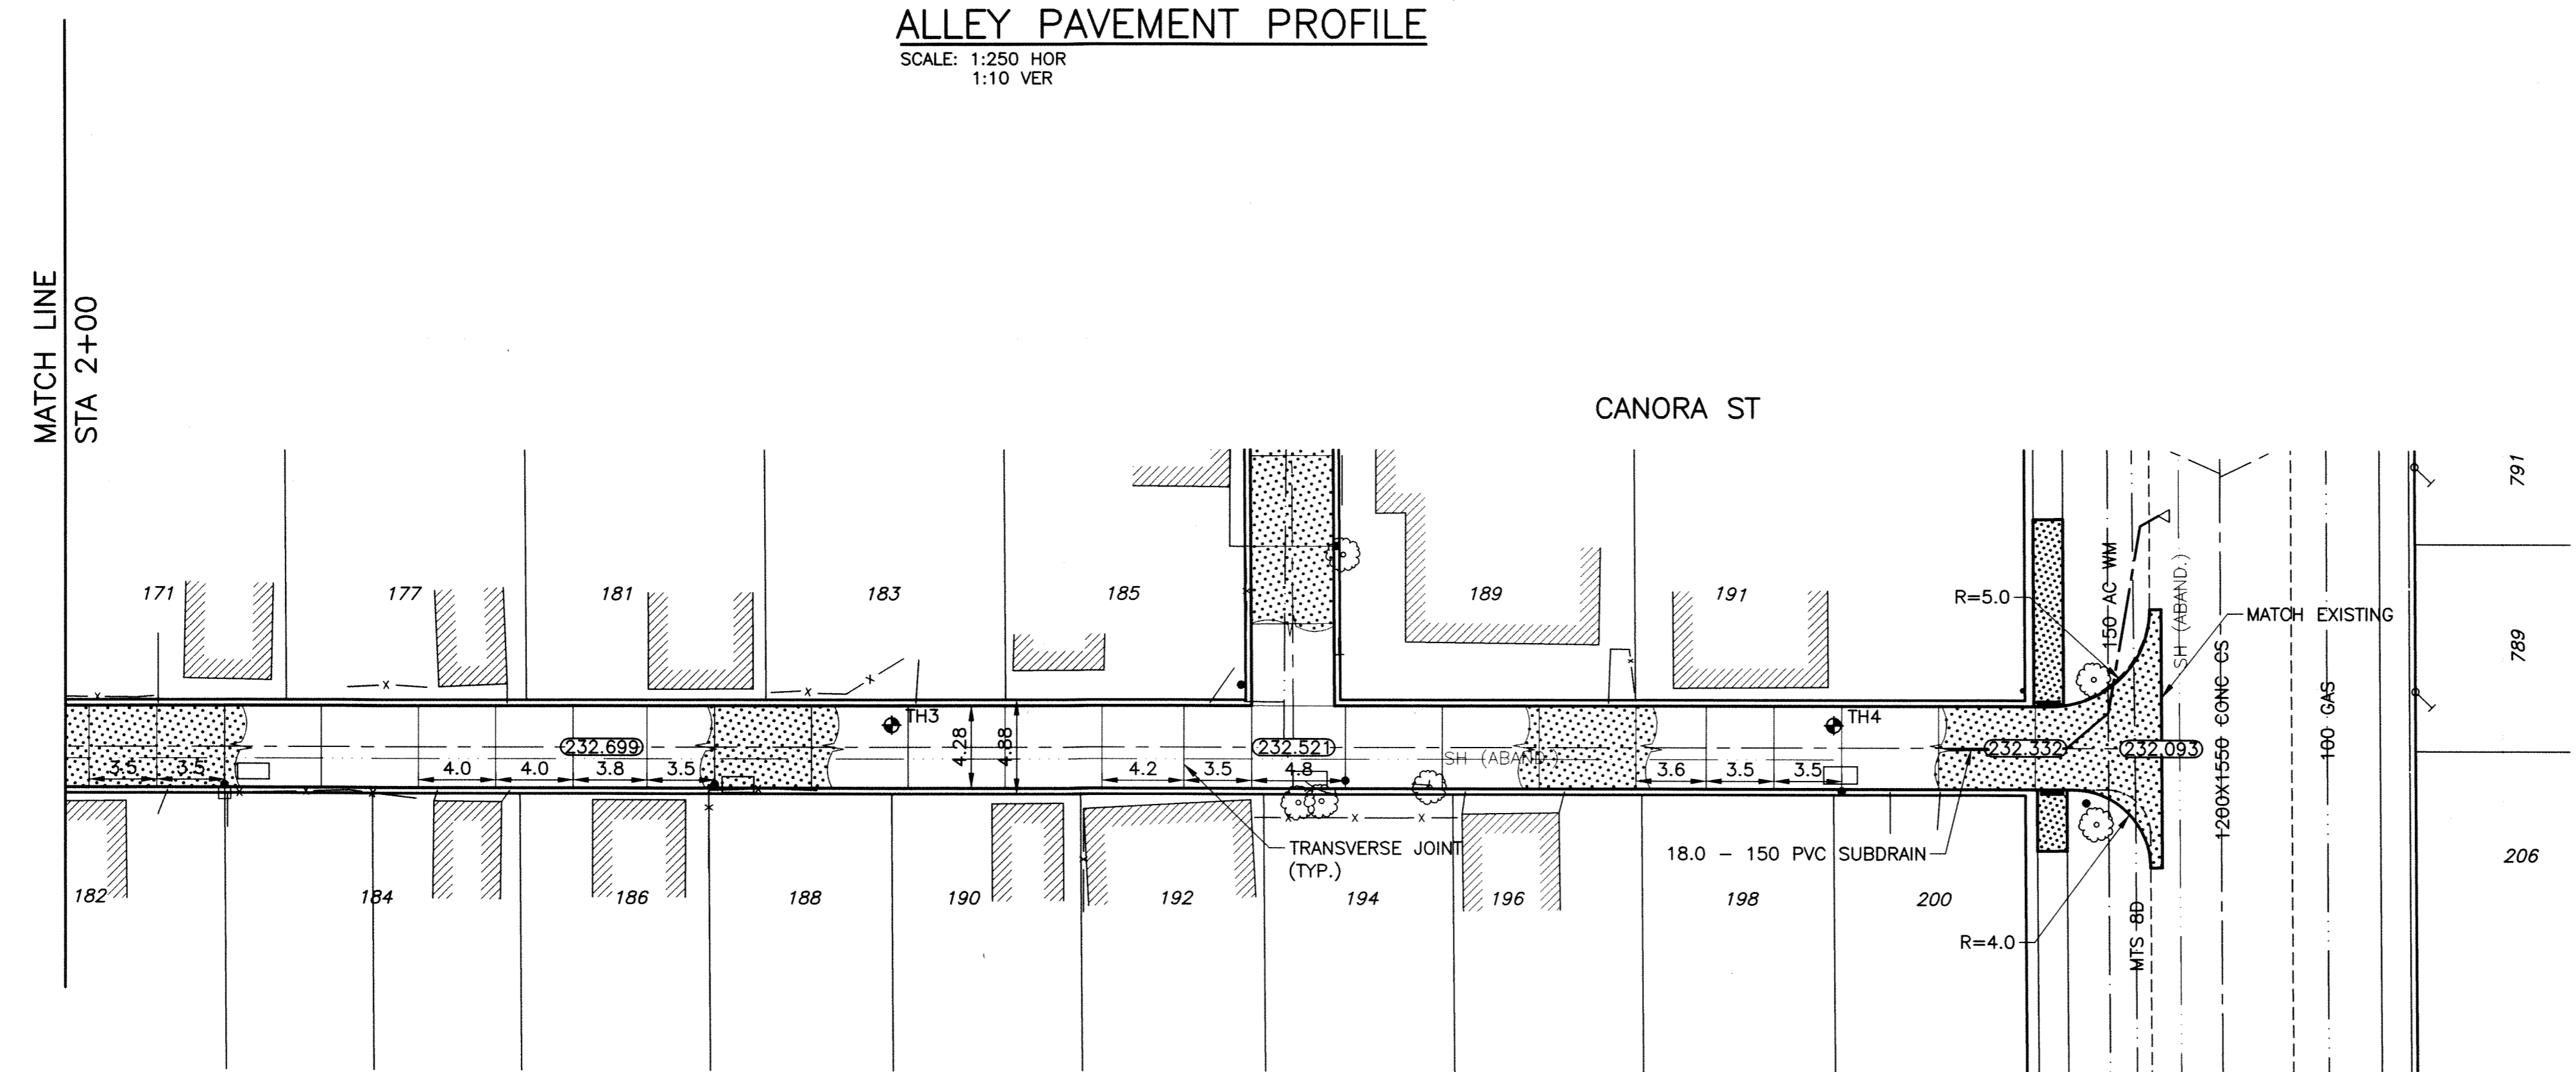 ALLEY PAVEMENT PROFILE
SCALE: 1:250 HOR
1:10 VER
MATCH LINE
STA 2+00
CANORA ST
171
177
181
183
185
189
191
791
789
206
R=5.0
150 AC WM
SH (ABAND.)
MATCH EXISTING
1200X1550 CONC CS
100 GAS
TH3
TH4
232.699
232.521
232.332
232.093
4.28
4.88
SH (ABAND.)
3.5
3.5
4.0
4.0
3.8
3.5
4.2
3.5
4.8
3.6
3.5
3.5
TRANSVERSE JOINT
(TYP.)
18.0 - 150 PVC SUBDRAIN
182
184
186
188
190
192
194
196
198
200
R=4.0
MTS 8D